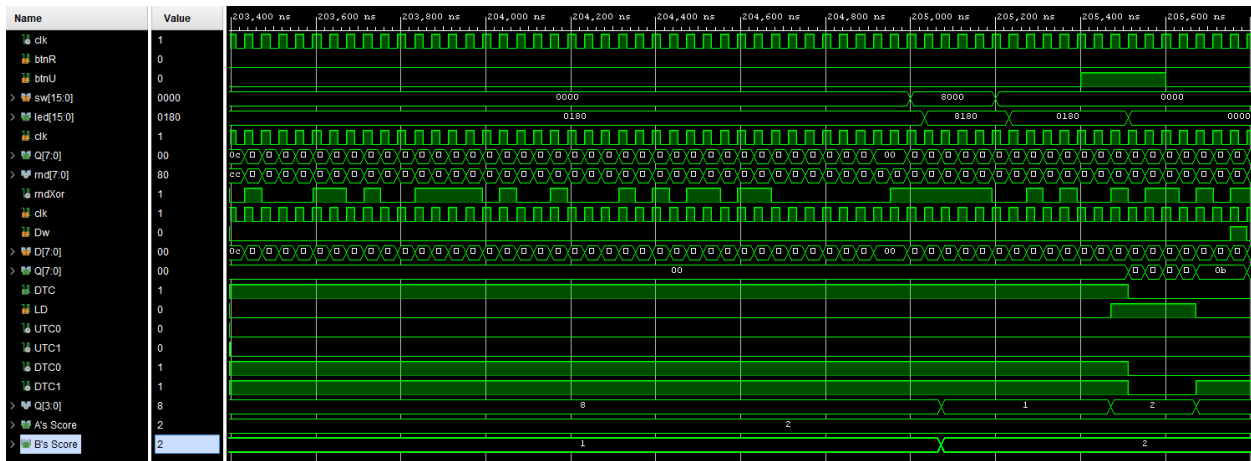 Name Value 203,400 ns 203,600 ns 203,800 ns 204,000 ns 204,200 ns 204,400 ns 204,600 ns 204,800 ns 205,000 ns 205,200 ns 205,400 ns 205,600 ns
clk 1
btnR 0
btnU 0
sw[15:0] 0000 0000 8000 0000
led[15:0] 0180 0180 8180 0180 0000
clk 1
Q[7:0] 00 0c 00
rnd[7:0] 80 cc
rndXor 1
clk 1
Dw 0
D[7:0] 00 0c 00
Q[7:0] 00 00 0b
DTC 1
LD 0
UTC0 0
UTC1 0
DTC0 1
DTC1 1
Q[3:0] 8 8 1 2
A's Score 2 2
B's Score 2 1 2